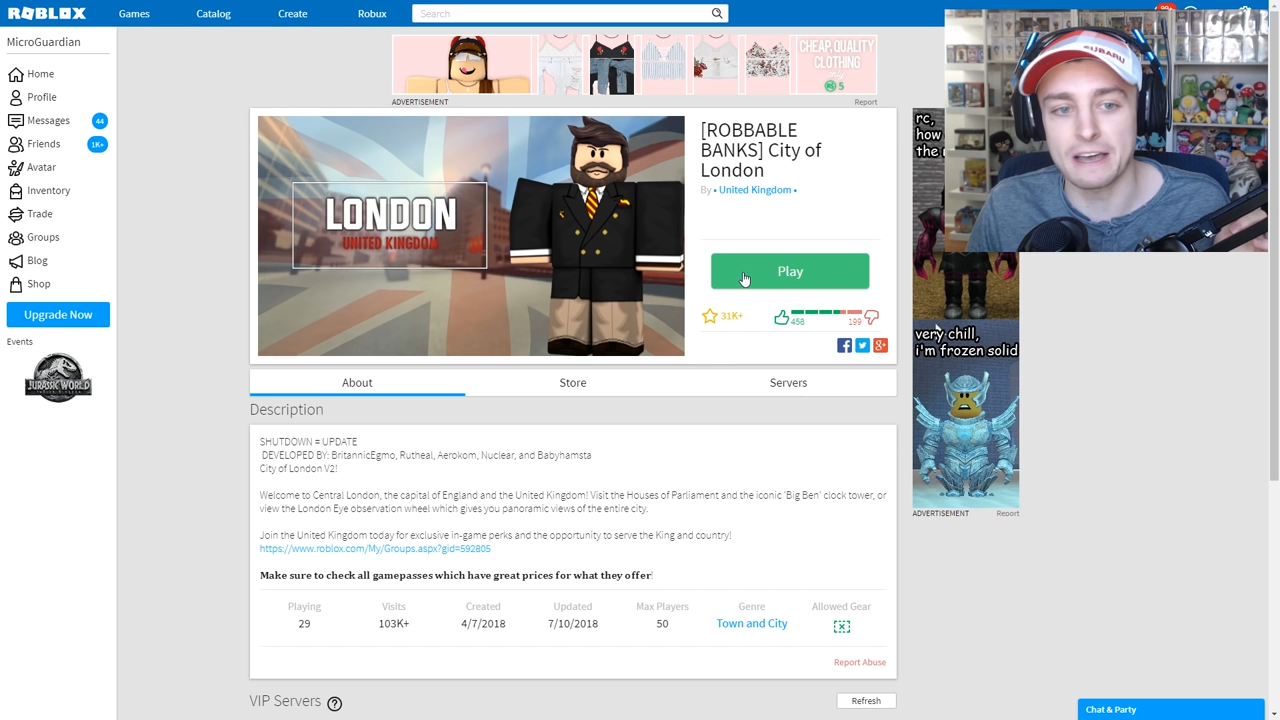 ROBLOX
Games
Catalog
Create
Robux
Search
99+
MicroGuardian
Home
Profile
Messages
44
Friends
1K+
Avatar
Inventory
Trade
Groups
Blog
Shop
Upgrade Now
Events
JURASSIC WORLD
CHEAP, QUALITY
CLOTHING
5
ADVERTISEMENT
Report
LONDON
UNITED KINGDOM
[ROBBABLE
BANKS] City of
London
By • United Kingdom •
Play
31K+
458
199
SUBARU
rc,
how
the
very chill,
i'm frozen solid
ADVERTISEMENT
Report
About
Store
Servers
Description
SHUTDOWN = UPDATE
DEVELOPED BY: BritannicEgmo, Rutheal, Aerokom, Nuclear, and Babyhamsta
City of London V2!
Welcome to Central London, the capital of England and the United Kingdom! Visit the Houses of Parliament and the iconic 'Big Ben' clock tower, or
view the London Eye observation wheel which gives you panoramic views of the entire city.
Join the United Kingdom today for exclusive in-game perks and the opportunity to serve the King and country!
https://www.roblox.com/My/Groups.aspx?gid=592805
Make sure to check all gamepasses which have great prices for what they offer!
Playing
Visits
Created
Updated
Max Players
Genre
Allowed Gear
29
103K+
4/7/2018
7/10/2018
50
Town and City
Report Abuse
VIP Servers
Refresh
Chat & Party